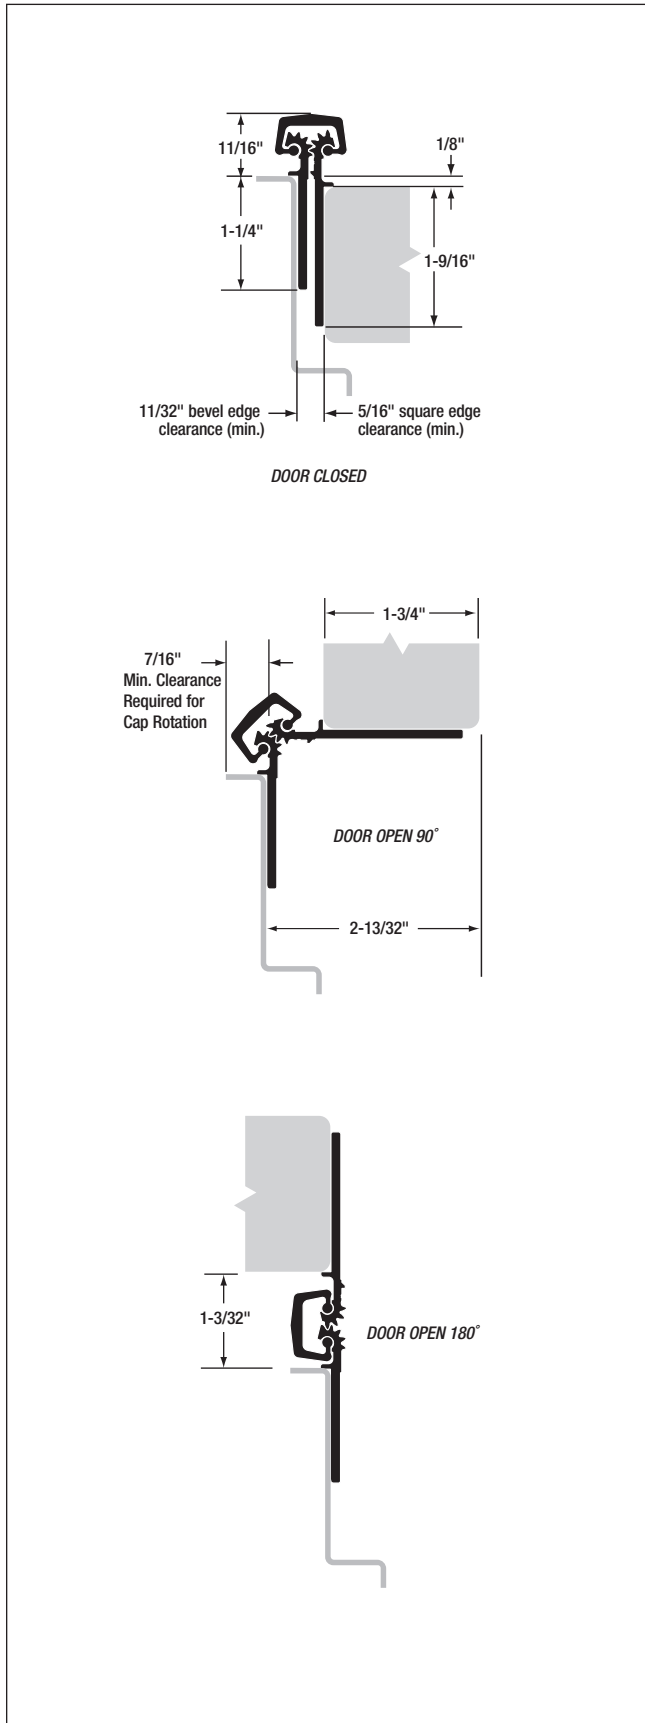 11/16"
1/8"
1-1/4"
1-9/16"
11/32" bevel edge
clearance (min.)
5/16" square edge
clearance (min.)
DOOR CLOSED
1-3/4"
7/16"
Min. Clearance
Required for
Cap Rotation
DOOR OPEN 90˚
2-13/32"
1-3/32"
DOOR OPEN 180˚